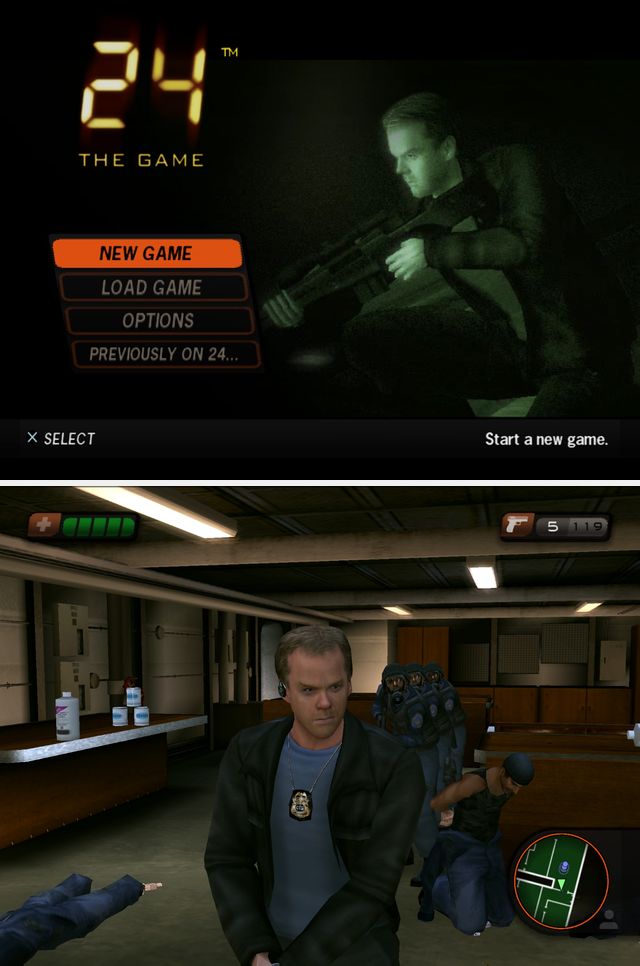 24 ™
THE GAME
NEW GAME
LOAD GAME
OPTIONS
PREVIOUSLY ON 24...
X SELECT
Start a new game.
5 119